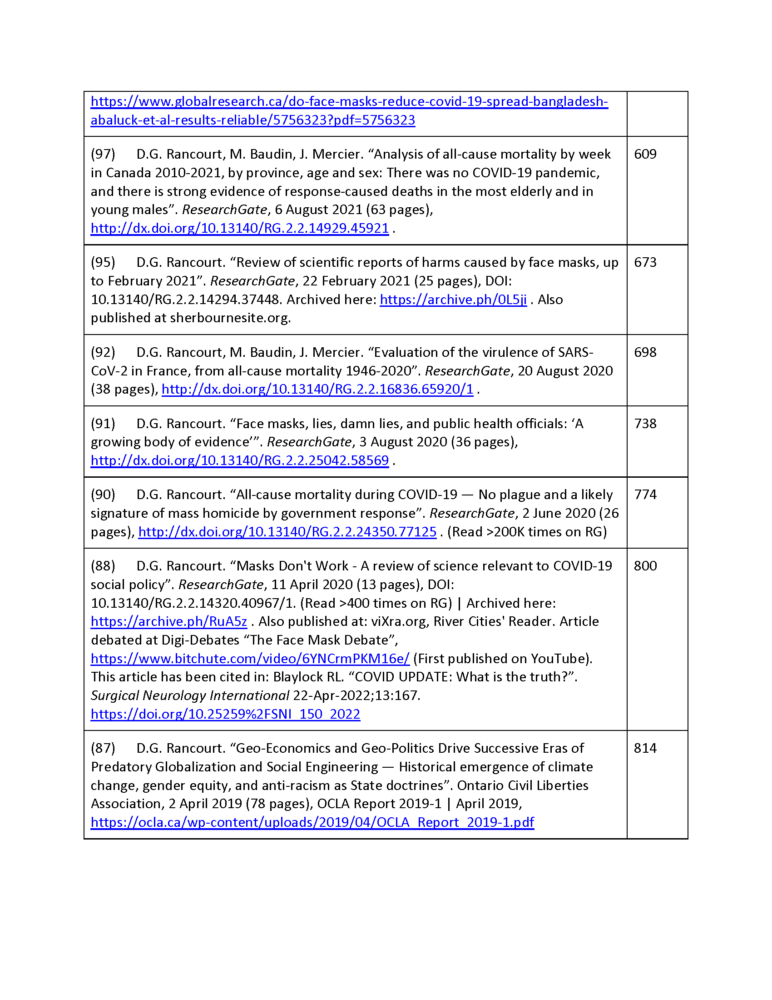 https://www.globalresearch.ca/do-face-masks-reduce-covid-19-spread-bangladesh-
abaluck-et-al-results-reliable/5756323?pdf=5756323
(97) D.G. Rancourt, M. Baudin, J. Mercier. “Analysis of all-cause mortality by week 609
in Canada 2010-2021, by province, age and sex: There was no COVID-19 pandemic,
and there is strong evidence of response-caused deaths in the most elderly and in
young males”. ResearchGate, 6 August 2021 (63 pages),
http://dx.doi.org/10.13140/RG.2.2.14929.45921 .
(95) D.G. Rancourt. “Review of scientific reports of harms caused by face masks, up 673
to February 2021”. ResearchGate, 22 February 2021 (25 pages), DOI:
10.13140/RG.2.2.14294.37448. Archived here: https://archive.ph/0L5ji . Also
published at sherbournesite.org.
(92) D.G. Rancourt, M. Baudin, J. Mercier. “Evaluation of the virulence of SARS- 698
CoV-2 in France, from all-cause mortality 1946-2020”. ResearchGate, 20 August 2020
(38 pages), http://dx.doi.org/10.13140/RG.2.2.16836.65920/1 .
(91) D.G. Rancourt. “Face masks, lies, damn lies, and public health officials: ‘A 738
growing body of evidence’”. ResearchGate, 3 August 2020 (36 pages),
http://dx.doi.org/10.13140/RG.2.2.25042.58569 .
(90) D.G. Rancourt. “All-cause mortality during COVID-19 — No plague and a likely 774
signature of mass homicide by government response”. ResearchGate, 2 June 2020 (26
pages), http://dx.doi.org/10.13140/RG.2.2.24350.77125 . (Read >200K times on RG)
(88) D.G. Rancourt. “Masks Don't Work - A review of science relevant to COVID-19 800
social policy”. ResearchGate, 11 April 2020 (13 pages), DOI:
10.13140/RG.2.2.14320.40967/1. (Read >400 times on RG) | Archived here:
https://archive.ph/RuA5z . Also published at: viXra.org, River Cities' Reader. Article
debated at Digi-Debates “The Face Mask Debate”,
https://www.bitchute.com/video/6YNCrmPKM16e/ (First published on YouTube).
This article has been cited in: Blaylock RL. “COVID UPDATE: What is the truth?”.
Surgical Neurology International 22-Apr-2022;13:167.
https://doi.org/10.25259%2FSNI_150_2022
(87) D.G. Rancourt. “Geo-Economics and Geo-Politics Drive Successive Eras of 814
Predatory Globalization and Social Engineering — Historical emergence of climate
change, gender equity, and anti-racism as State doctrines”. Ontario Civil Liberties
Association, 2 April 2019 (78 pages), OCLA Report 2019-1 | April 2019,
https://ocla.ca/wp-content/uploads/2019/04/OCLA_Report_2019-1.pdf